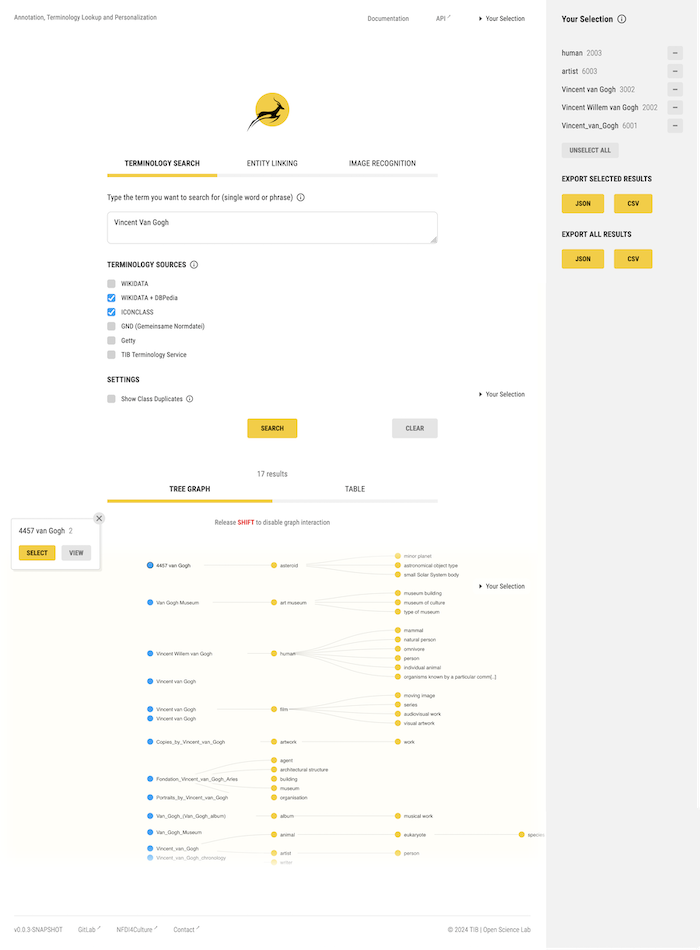 Annotation, Terminology Lookup and Personalization
Documentation
API
Your Selection
TERMINOLOGY SEARCH
ENTITY LINKING
IMAGE RECOGNITION
Type the term you want to search for (single word or phrase)
Vincent Van Gogh
TERMINOLOGY SOURCES
WIKIDATA
WIKIDATA + DBPedia
ICONCLASS
GND (Gemeinsame Normdatei)
Getty
TIB Terminology Service
SETTINGS
Show Class Duplicates
Your Selection
SEARCH
CLEAR
17 results
TREE GRAPH
TABLE
Release SHIFT to disable graph interaction
4457 van Gogh 2
SELECT
VIEW
4457 van Gogh
asteroid
minor planet
astronomical object type
small Solar System body
Your Selection
Van Gogh Museum
art museum
museum building
museum of culture
type of museum
Vincent Willem van Gogh
human
mammal
natural person
omnivore
person
individual animal
organisms known by a particular comm[..]
Vincent van Gogh
Vincent van Gogh
film
moving image
series
audiovisual work
visual artwork
Vincent van Gogh
Copies_by_Vincent_van_Gogh
artwork
work
Fondation_Vincent_van_Gogh_Arles
agent
architectural structure
building
museum
organisation
Portraits_by_Vincent_van_Gogh
Van_Gogh_(Van_Gogh_album)
album
musical work
Van_Gogh_Museum
animal
eukaryote
species
Vincent_van_Gogh
artist
person
Vincent_van_Gogh_chronology
writer
v0.0.3-SNAPSHOT
GitLab
NFDI4Culture
Contact
© 2024 TIB | Open Science Lab
Your Selection
human 2003
artist 6003
Vincent van Gogh 3002
Vincent Willem van Gogh 2002
Vincent_van_Gogh 6001
UNSELECT ALL
EXPORT SELECTED RESULTS
JSON
CSV
EXPORT ALL RESULTS
JSON
CSV